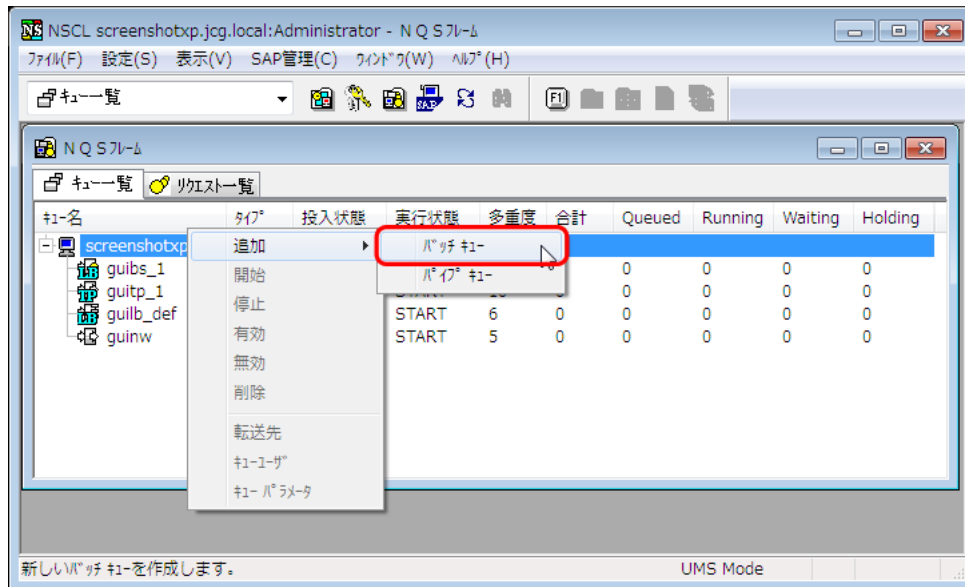 NSCL screenshotxp.jcg.local:Administrator - ＮＱＳﾌﾚｰﾑ
ﾌｧｲﾙ(F) 設定(S) 表示(V) SAP管理(C) ｳｨﾝﾄﾞｳ(W) ﾍﾙﾌﾟ(H)
ｷｭｰ一覧
ＮＱＳﾌﾚｰﾑ
ｷｭｰ一覧 ﾘｸｴｽﾄ一覧
ｷｭｰ名 ﾀｲﾌﾟ 投入状態 実行状態 多重度 合計 Queued Running Waiting Holding
screenshotxp
guibs_1 0 0 0 0
guitp_1 0 0 0 0
guilb_def START 6 0 0 0 0 0
guinw START 5 0 0 0 0 0
追加
開始
停止
有効
無効
削除
転送先
ｷｭｰﾕｰｻﾞ
ｷｭｰ ﾊﾟﾗﾒｰﾀ
ﾊﾞｯﾁ ｷｭｰ
ﾊﾟｲﾌﾟ ｷｭｰ
新しいﾊﾞｯﾁ ｷｭｰを作成します。 UMS Mode